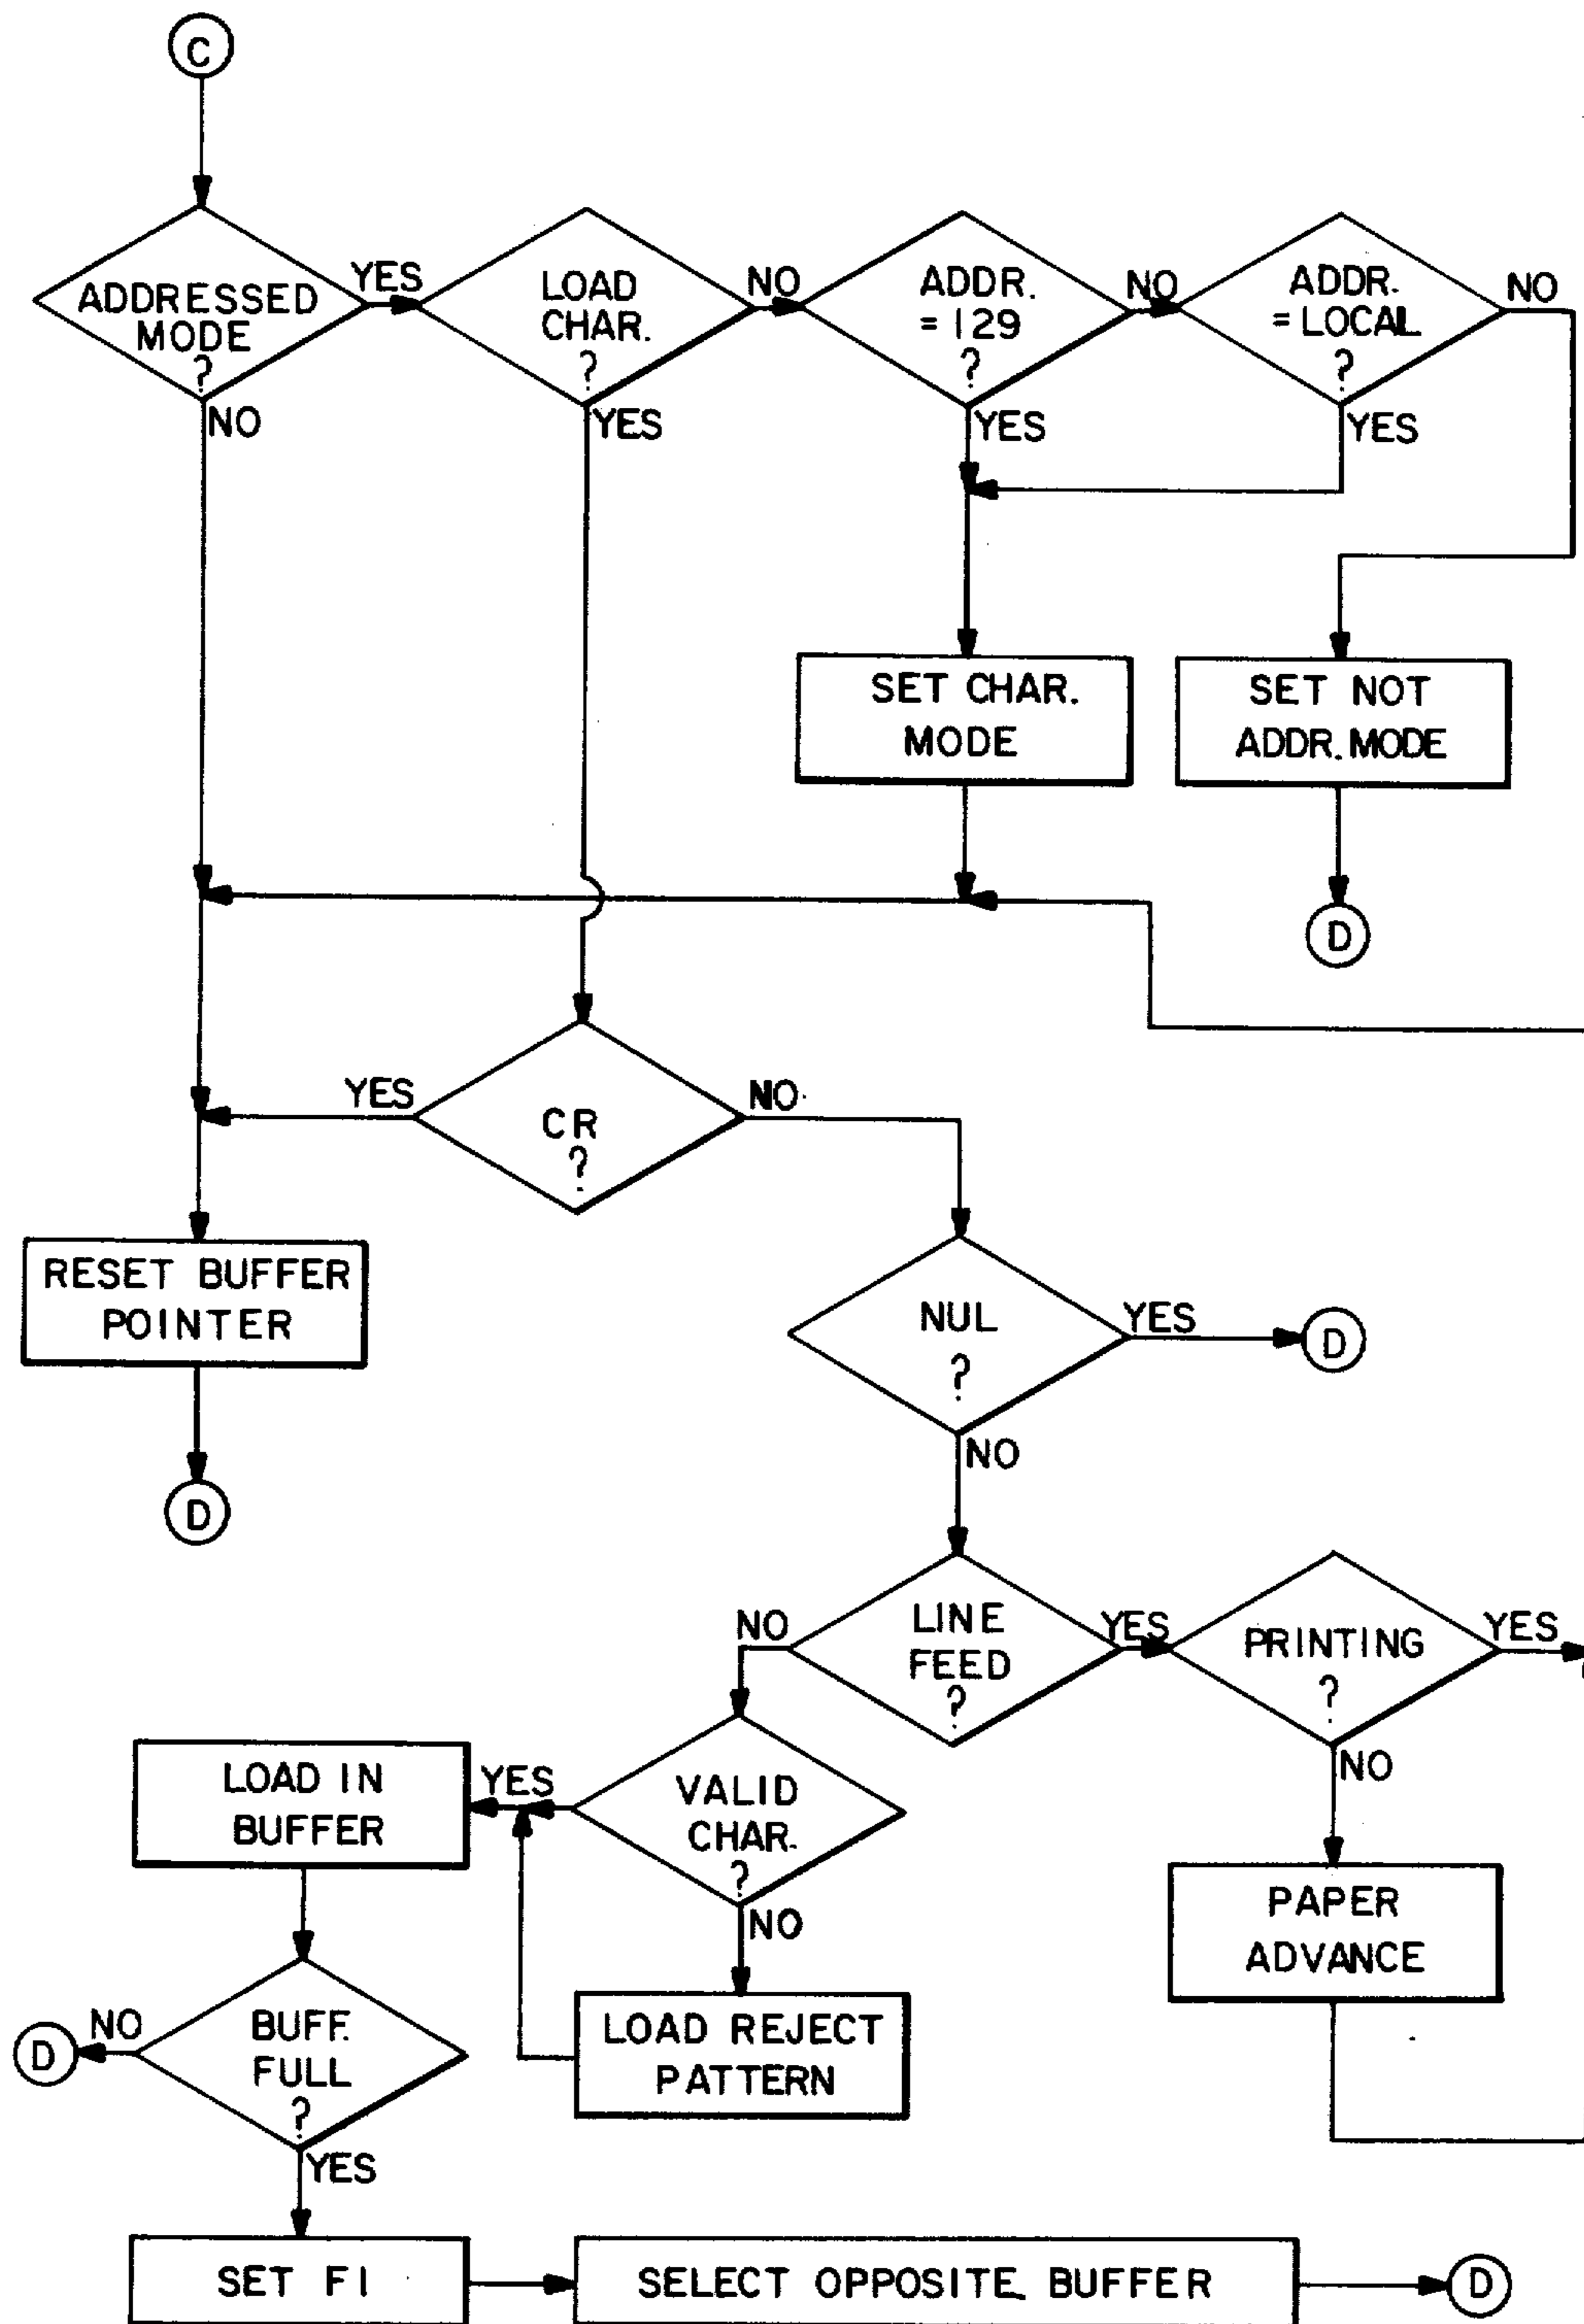 C
ADDRESSED
MODE
?
YES
NO
LOAD
CHAR.
?
NO
YES
ADDR.
= 129
?
NO
YES
ADDR.
= LOCAL
?
NO
YES
SET CHAR.
MODE
SET NOT
ADDR. MODE
D
CR
?
YES
NO
RESET BUFFER
POINTER
D
NUL
?
YES
D
NO
LINE
FEED
?
NO
YES
PRINTING
?
YES
NO
VALID
CHAR.
?
YES
NO
LOAD IN
BUFFER
PAPER
ADVANCE
LOAD REJECT
PATTERN
BUFF.
FULL
?
NO
D
YES
SET F1
SELECT OPPOSITE BUFFER
D